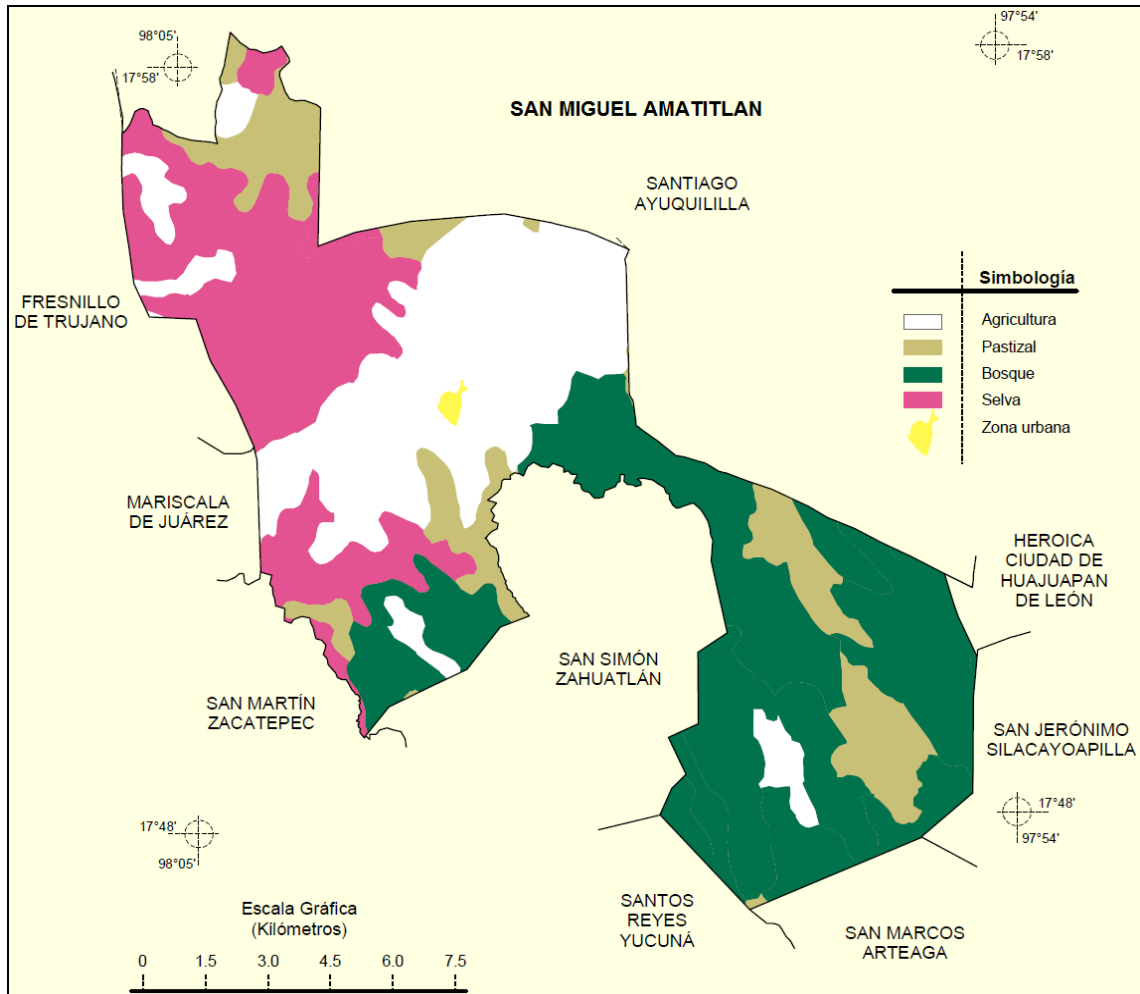 98°05'
17°58'
97°54'
17°58'
SAN MIGUEL AMATITLAN
SANTIAGO
AYUQUILILLA
FRESNILLO
DE TRUJANO
Simbología
Agricultura
Pastizal
Bosque
Selva
Zona urbana
MARISCALA
DE JUÁREZ
HEROICA
CIUDAD DE
HUAJUAPAN
DE LEÓN
SAN SIMÓN
ZAHUATLÁN
SAN MARTÍN
ZACATEPEC
SAN JERÓNIMO
SILACAYOAPILLA
17°48'
98°05'
17°48'
97°54'
SANTOS
REYES
YUCUNÁ
SAN MARCOS
ARTEAGA
Escala Gráfica
(Kilómetros)
0 1.5 3.0 4.5 6.0 7.5